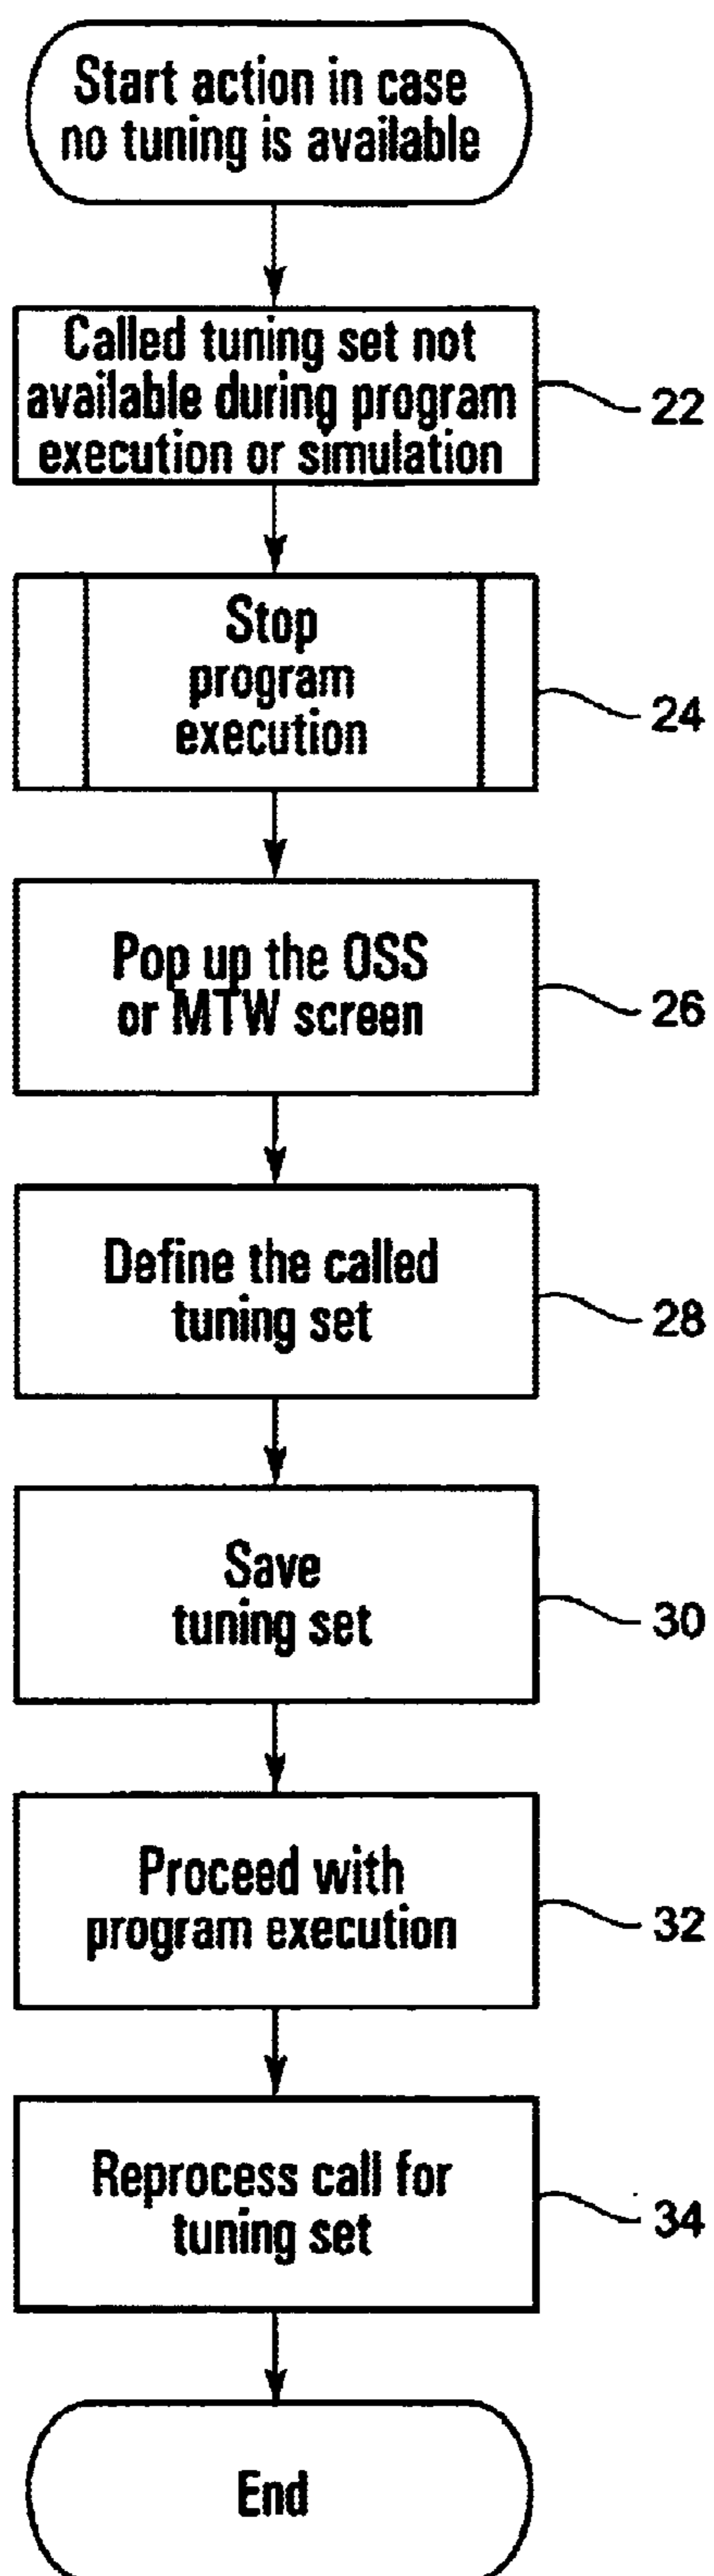 Start action in case
no tuning is available
Called tuning set not
available during program
execution or simulation
22
Stop
program
execution
24
Pop up the OSS
or MTW screen
26
Define the called
tuning set
28
Save
tuning set
30
Proceed with
program execution
32
Reprocess call for
tuning set
34
End